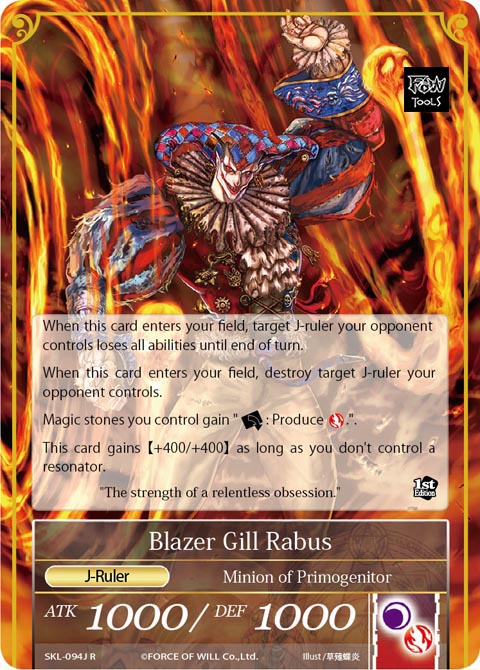 FOW
TOOLS
When this card enters your field, target J-ruler your opponent
controls loses all abilities until end of turn.
When this card enters your field, destroy target J-ruler your
opponent controls.
Magic stones you control gain " : Produce .".
This card gains 【+400/+400】 as long as you don't control a
resonator.
"The strength of a relentless obsession."
1st
Edition
Blazer Gill Rabus
J-Ruler Minion of Primogenitor
ATK 1000/ DEF 1000
SKL-094J R ©FORCE OF WILL Co.,Ltd. Illust/草薙蝶炎